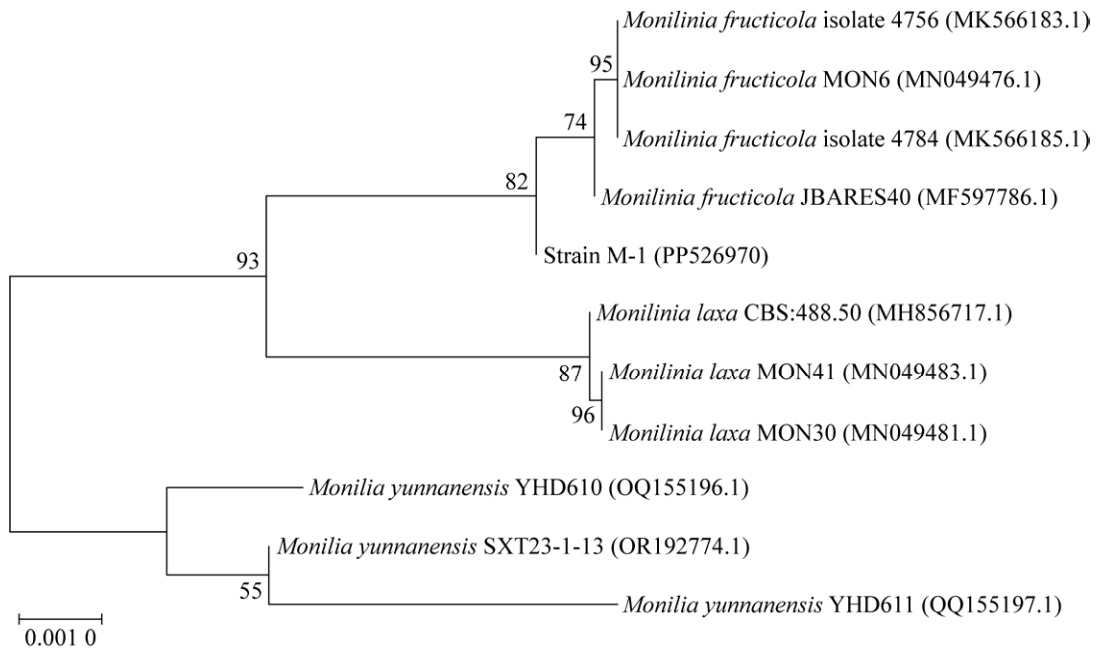 Monilinia fructicola isolate 4756 (MK566183.1)
95
Monilinia fructicola MON6 (MN049476.1)
74
Monilinia fructicola isolate 4784 (MK566185.1)
82
Monilinia fructicola JBARES40 (MF597786.1)
Strain M-1 (PP526970)
93
Monilinia laxa CBS:488.50 (MH856717.1)
87
Monilinia laxa MON41 (MN049483.1)
96
Monilinia laxa MON30 (MN049481.1)
Monilia yunnanensis YHD610 (OQ155196.1)
Monilia yunnanensis SXT23-1-13 (OR192774.1)
55
Monilia yunnanensis YHD611 (QQ155197.1)
0.001 0